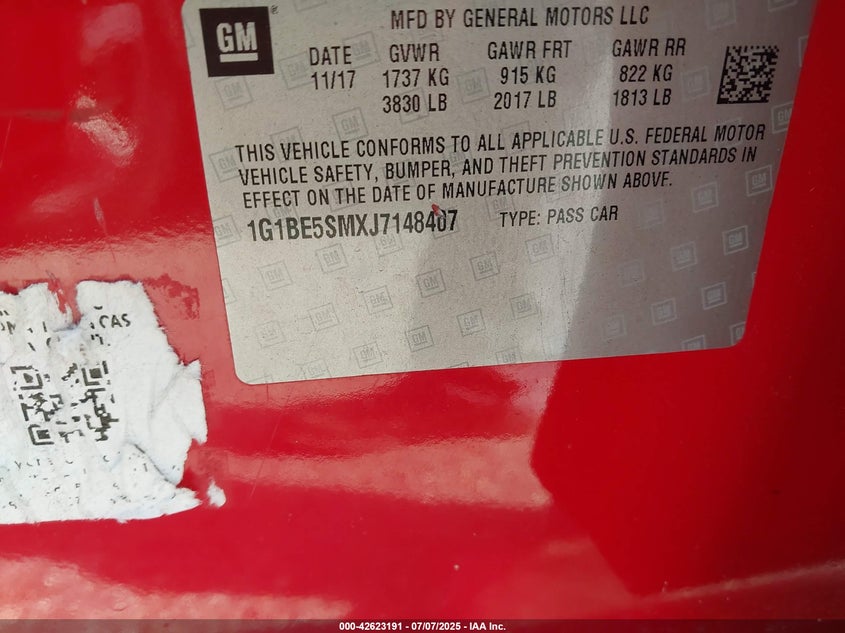 GM
®
MFD BY GENERAL MOTORS LLC
DATE GVWR GAWR FRT GAWR RR
11/17 1737 KG 915 KG 822 KG
3830 LB 2017 LB 1813 LB
THIS VEHICLE CONFORMS TO ALL APPLICABLE U.S. FEDERAL MOTOR
VEHICLE SAFETY, BUMPER, AND THEFT PREVENTION STANDARDS IN
EFFECT ON THE DATE OF MANUFACTURE SHOWN ABOVE.
1G1BE5SMXJ7148407 TYPE: PASS CAR
CAS
000-42623191 - 07/07/2025 - IAA Inc.